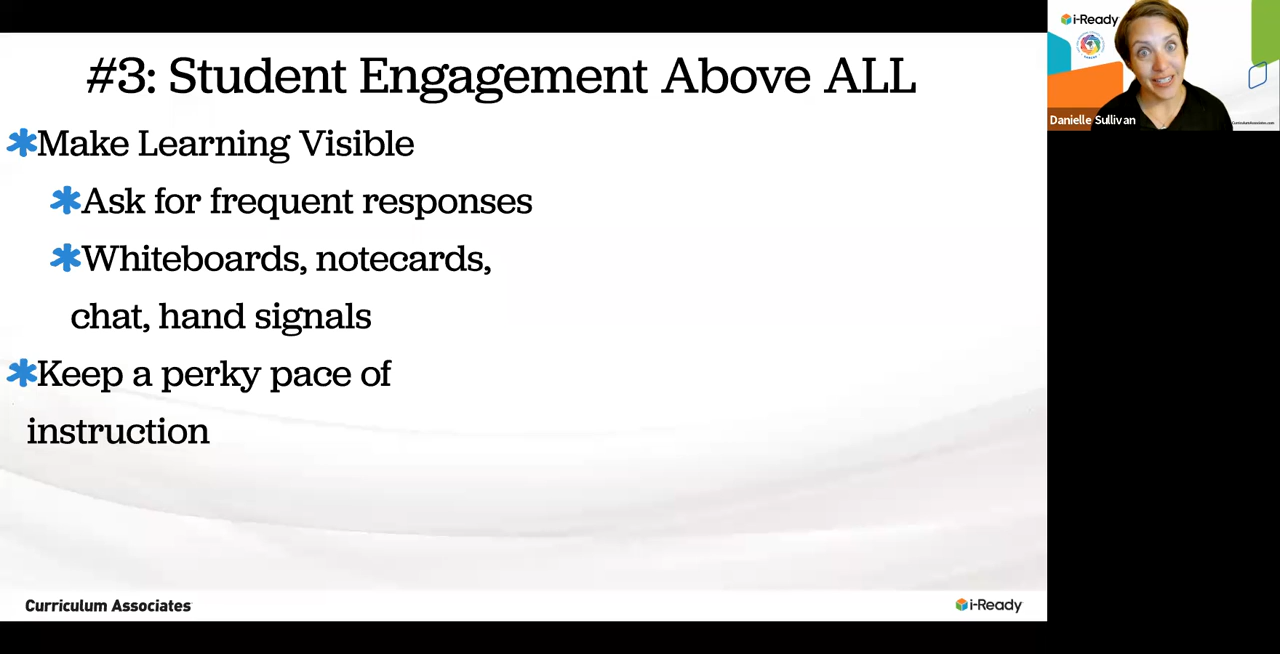 #3: Student Engagement Above ALL
Make Learning Visible
Ask for frequent responses
Whiteboards, notecards,
chat, hand signals
Keep a perky pace of
instruction
Curriculum Associates
i-Ready
i-Ready
Danielle Sullivan